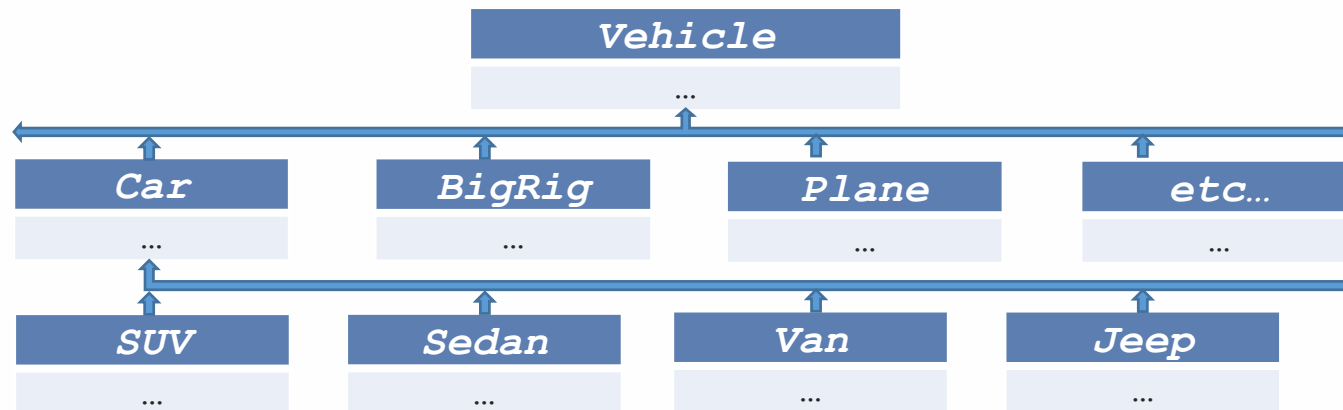 Vehicle
…
Car
BigRig
Plane
etc…
…
…
…
…
SUV
Sedan
Van
Jeep
…
…
…
…